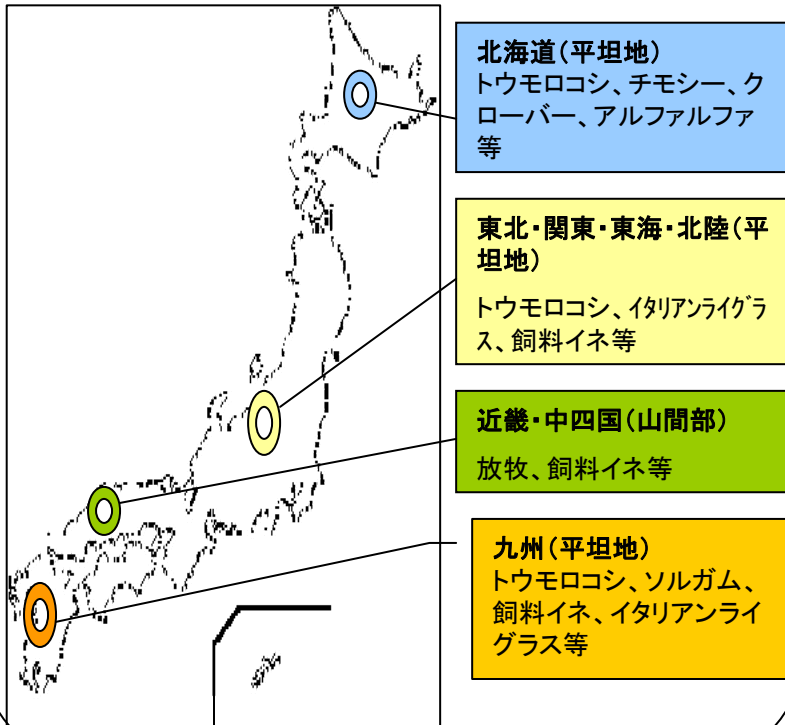 北海道(平坦地)
トウモロコシ、チモシー、ク
ローバー、アルファルファ
等
東北・関東・東海・北陸(平
坦地)
トウモロコシ、ｲﾀﾘｱﾝﾗｲｸﾞﾗ
ス、飼料イネ等
近畿・中四国(山間部)
放牧、飼料イネ等
九州(平坦地)
トウモロコシ、ソルガム、
飼料イネ、イタリアンライ
グラス等